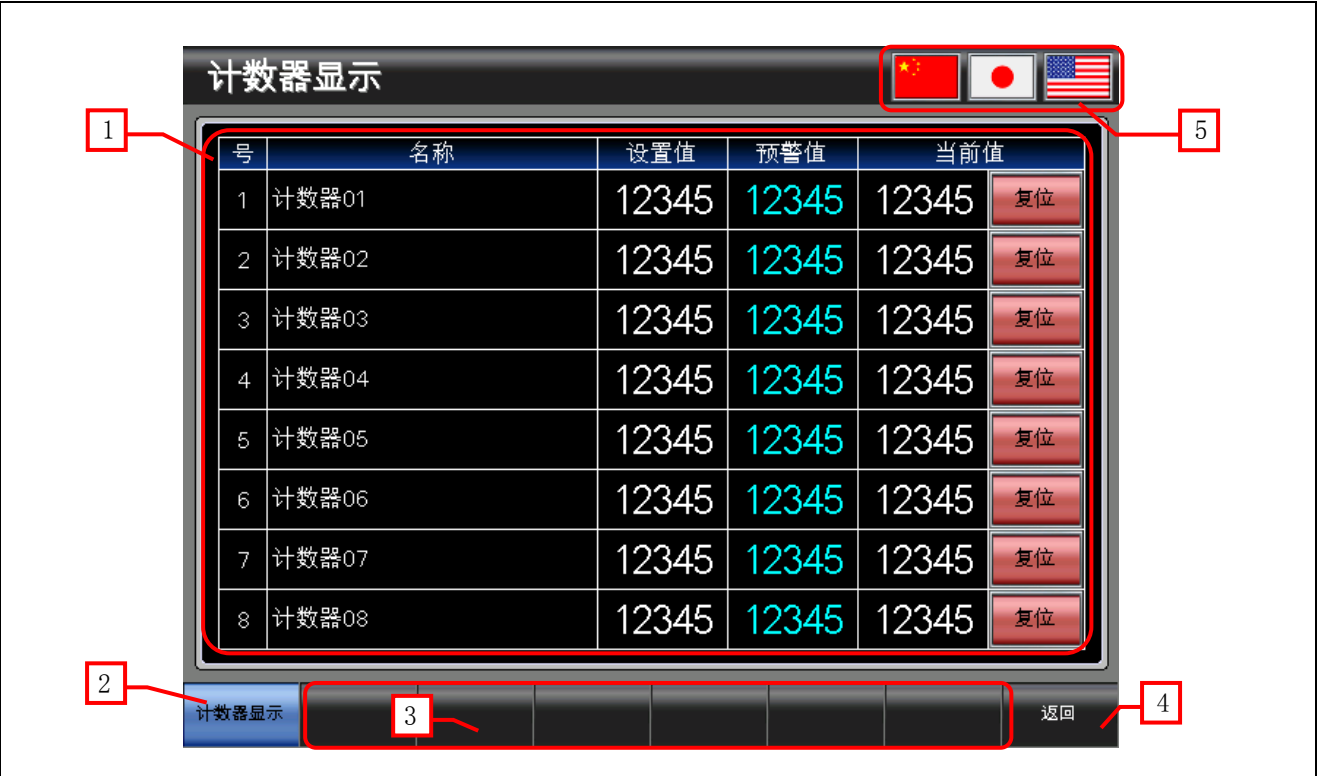 计数器显示
1
5
号 名称 设置值 预警值 当前值
1 计数器01 12345 12345 12345 复位
2 计数器02 12345 12345 12345 复位
3 计数器03 12345 12345 12345 复位
4 计数器04 12345 12345 12345 复位
5 计数器05 12345 12345 12345 复位
6 计数器06 12345 12345 12345 复位
7 计数器07 12345 12345 12345 复位
8 计数器08 12345 12345 12345 复位
2
计数器显示
3
返回
4